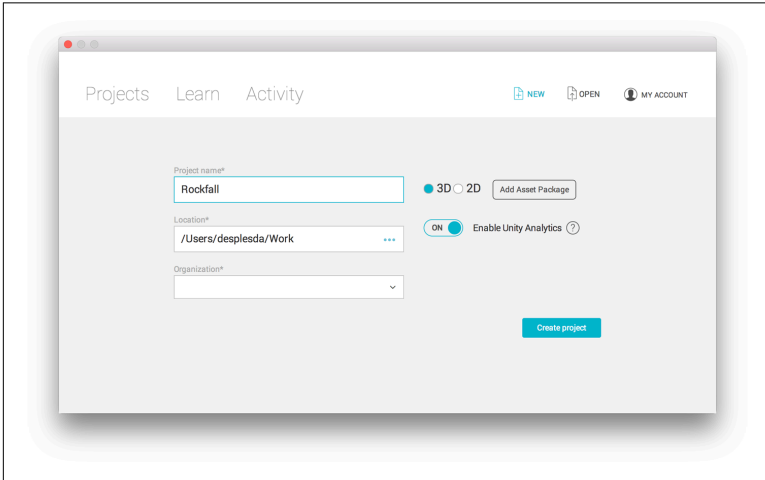 Projects Learn Activity NEW OPEN MY ACCOUNT
Project name*
Rockfall
3D 2D Add Asset Package
Location*
/Users/desplesda/Work
ON Enable Unity Analytics ?
Organization*
Create project